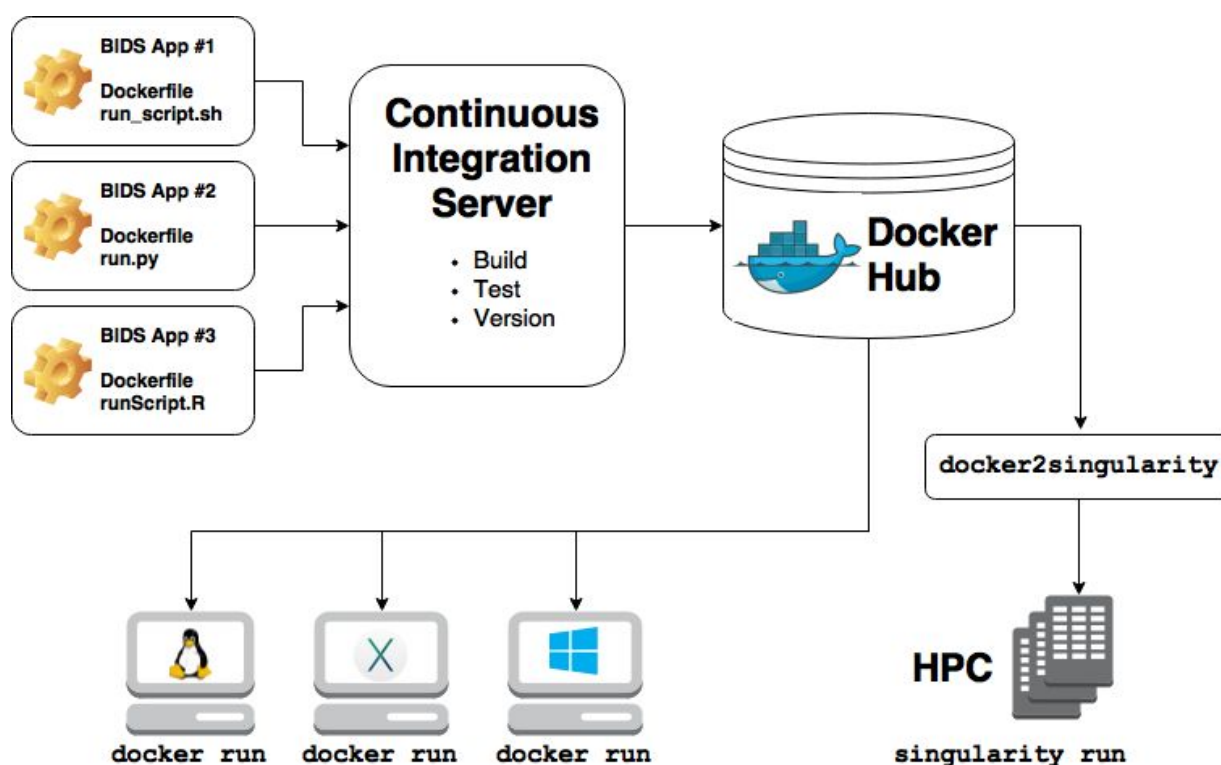 BIDS App #1
Dockerfile
run_script.sh
BIDS App #2
Dockerfile
run.py
BIDS App #3
Dockerfile
runScript.R
Continuous
Integration
Server
Build
Test
Version
Docker
Hub
docker2singularity
HPC
docker run
docker run
docker run
singularity run